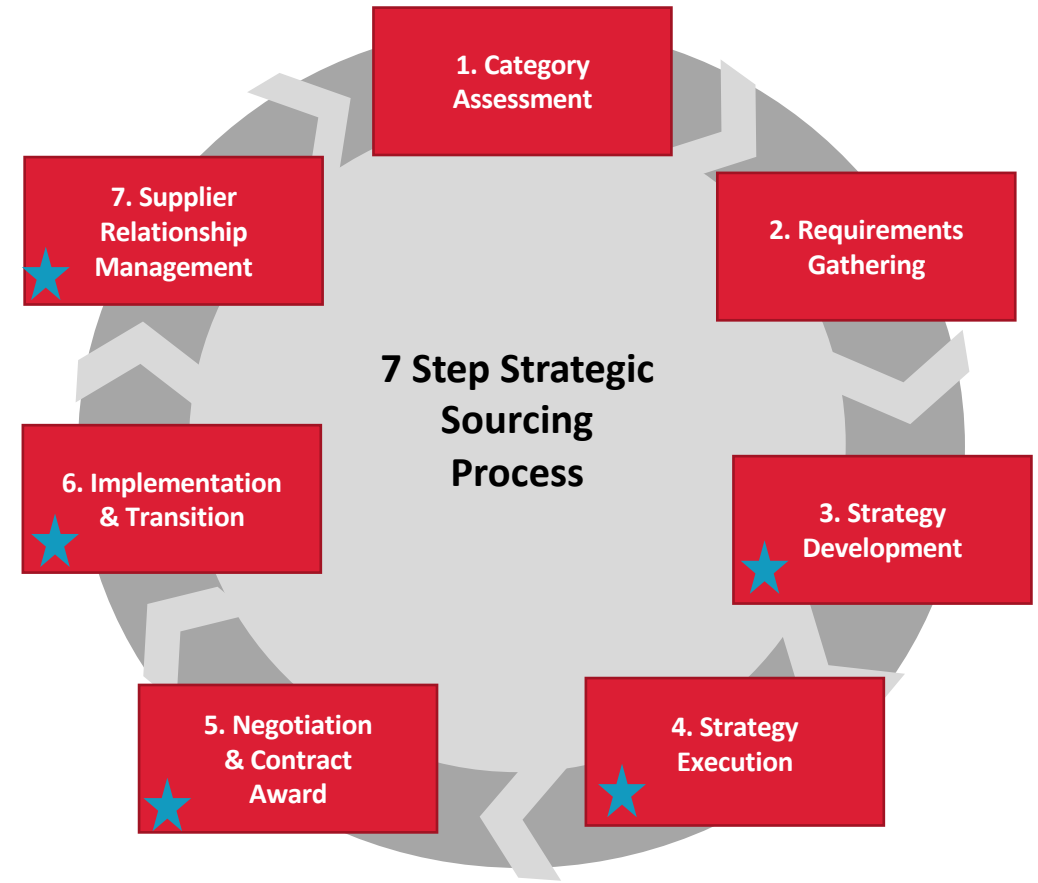 1. Category
Assessment
2. Requirements
Gathering
3. Strategy
Development
4. Strategy
Execution
5. Negotiation
& Contract
Award
6. Implementation
& Transition
7. Supplier
Relationship
Management
7 Step Strategic
Sourcing
Process